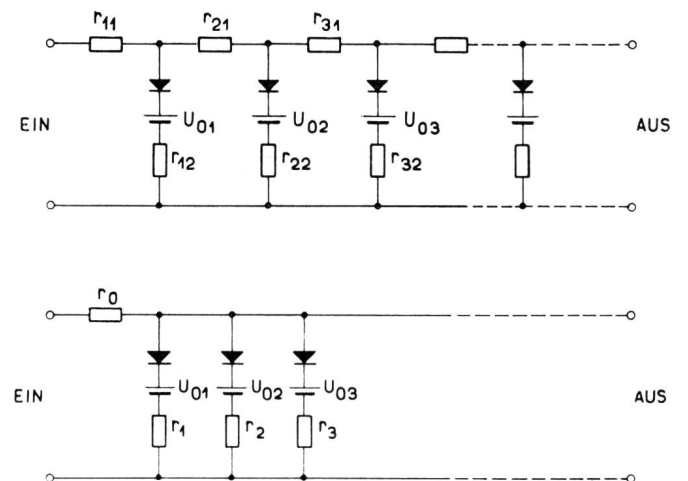 r11 r21 r31
U01 U02 U03
EIN AUS
r12 r22 r32
r0
U01 U02 U03
EIN AUS
r1 r2 r3